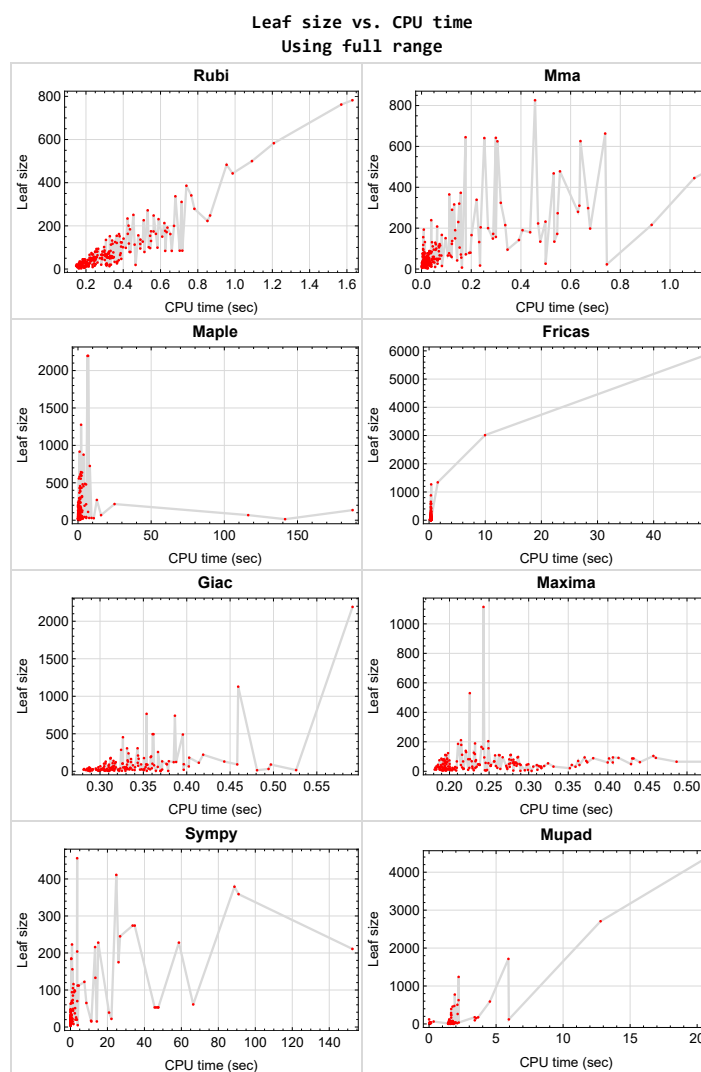 Leaf size vs. CPU time
Using full range
Rubi
Leaf size
800
600
400
200
0
0.2 0.4 0.6 0.8 1.0 1.2 1.4 1.6
CPU time (sec)
Mma
Leaf size
800
600
400
200
0
0.0 0.2 0.4 0.6 0.8 1.0
CPU time (sec)
Maple
Leaf size
2000
1500
1000
500
0
0 50 100 150
CPU time (sec)
Fricas
Leaf size
6000
5000
4000
3000
2000
1000
0
0 10 20 30 40
CPU time (sec)
Giac
Leaf size
2000
1500
1000
500
0
0.30 0.35 0.40 0.45 0.50 0.55
CPU time (sec)
Maxima
Leaf size
1000
800
600
400
200
0
0.20 0.25 0.30 0.35 0.40 0.45 0.50
CPU time (sec)
Sympy
Leaf size
400
300
200
100
0
0 20 40 60 80 100 120 140
CPU time (sec)
Mupad
Leaf size
4000
3000
2000
1000
0
0 5 10 15 20
CPU time (sec)